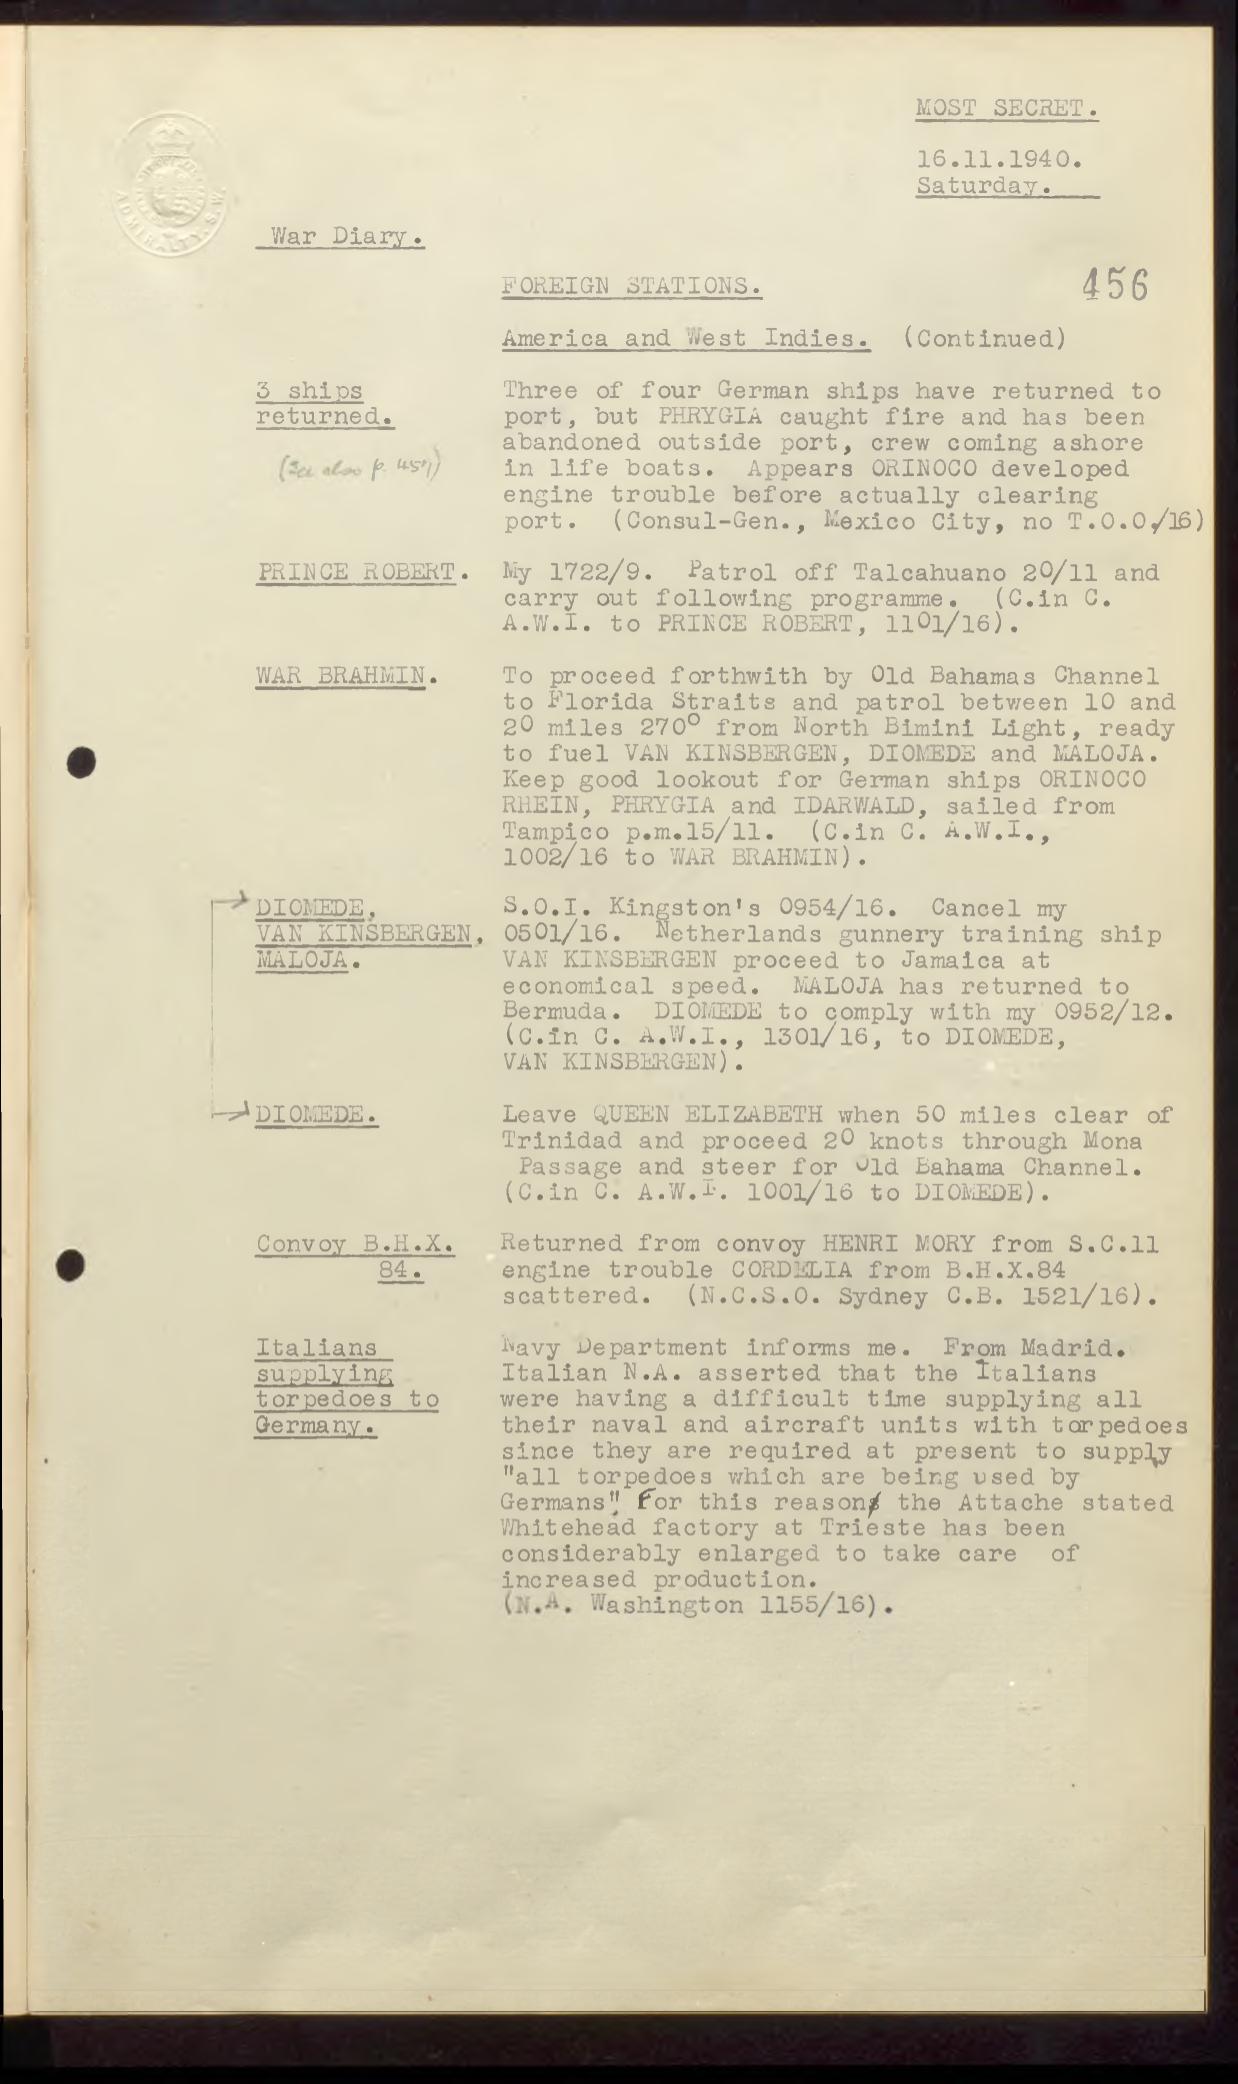 MOST SECRET.
16.11.1940.
Saturday.
ADMIRALTY. S.W.
War Diary.
FOREIGN STATIONS.
456
America and West Indies. (Continued)
3 ships
returned.
(See also p. 457)
Three of four German ships have returned to
port, but PHRYGIA caught fire and has been
abandoned outside port, crew coming ashore
in life boats. Appears ORINOCO developed
engine trouble before actually clearing
port. (Consul-Gen., Mexico City, no T.O.O./16)
PRINCE ROBERT.
My 1722/9. Patrol off Talcahuano 20/11 and
carry out following programme. (C.in C.
A.W.I. to PRINCE ROBERT, 1101/16).
WAR BRAHMIN.
To proceed forthwith by Old Bahamas Channel
to Florida Straits and patrol between 10 and
20 miles 270° from North Bimini Light, ready
to fuel VAN KINSBERGEN, DIOMEDE and MALOJA.
Keep good lookout for German ships ORINOCO
RHEIN, PHRYGIA and IDARWALD, sailed from
Tampico p.m.15/11. (C.in C. A.W.I.,
1002/16 to WAR BRAHMIN).
DIOMEDE,
VAN KINSBERGEN,
MALOJA.
S.O.I. Kingston's 0954/16. Cancel my
0501/16. Netherlands gunnery training ship
VAN KINSBERGEN proceed to Jamaica at
economical speed. MALOJA has returned to
Bermuda. DIOMEDE to comply with my 0952/12.
(C.in C. A.W.I., 1301/16, to DIOMEDE,
VAN KINSBERGEN).
DIOMEDE.
Leave QUEEN ELIZABETH when 50 miles clear of
Trinidad and proceed 20 knots through Mona
Passage and steer for Old Bahama Channel.
(C.in C. A.W.I. 1001/16 to DIOMEDE).
Convoy B.H.X.
84.
Returned from convoy HENRI MORY from S.C.11
engine trouble CORDELIA from B.H.X.84
scattered. (N.C.S.O. Sydney C.B. 1521/16).
Italians
supplying
torpedoes to
Germany.
Navy Department informs me. From Madrid.
Italian N.A. asserted that the Italians
were having a difficult time supplying all
their naval and aircraft units with torpedoes
since they are required at present to supply
"all torpedoes which are being used by
Germans". For this reason the Attache stated
Whitehead factory at Trieste has been
considerably enlarged to take care of
increased production.
(N.A. Washington 1155/16).